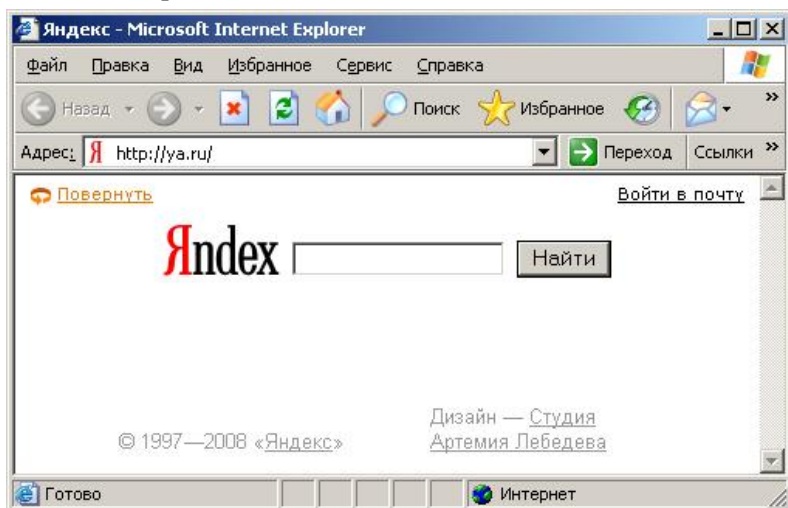 Яндекс - Microsoft Internet Explorer
Файл Правка Вид Избранное Сервис Справка
Назад Поиск Избранное »
Адрес: Я http://ya.ru/ Переход Ссылки »
Повернуть Войти в почту
Яndex Найти
Дизайн — Студия
© 1997—2008 «Яндекс» Артемия Лебедева
Готово Интернет